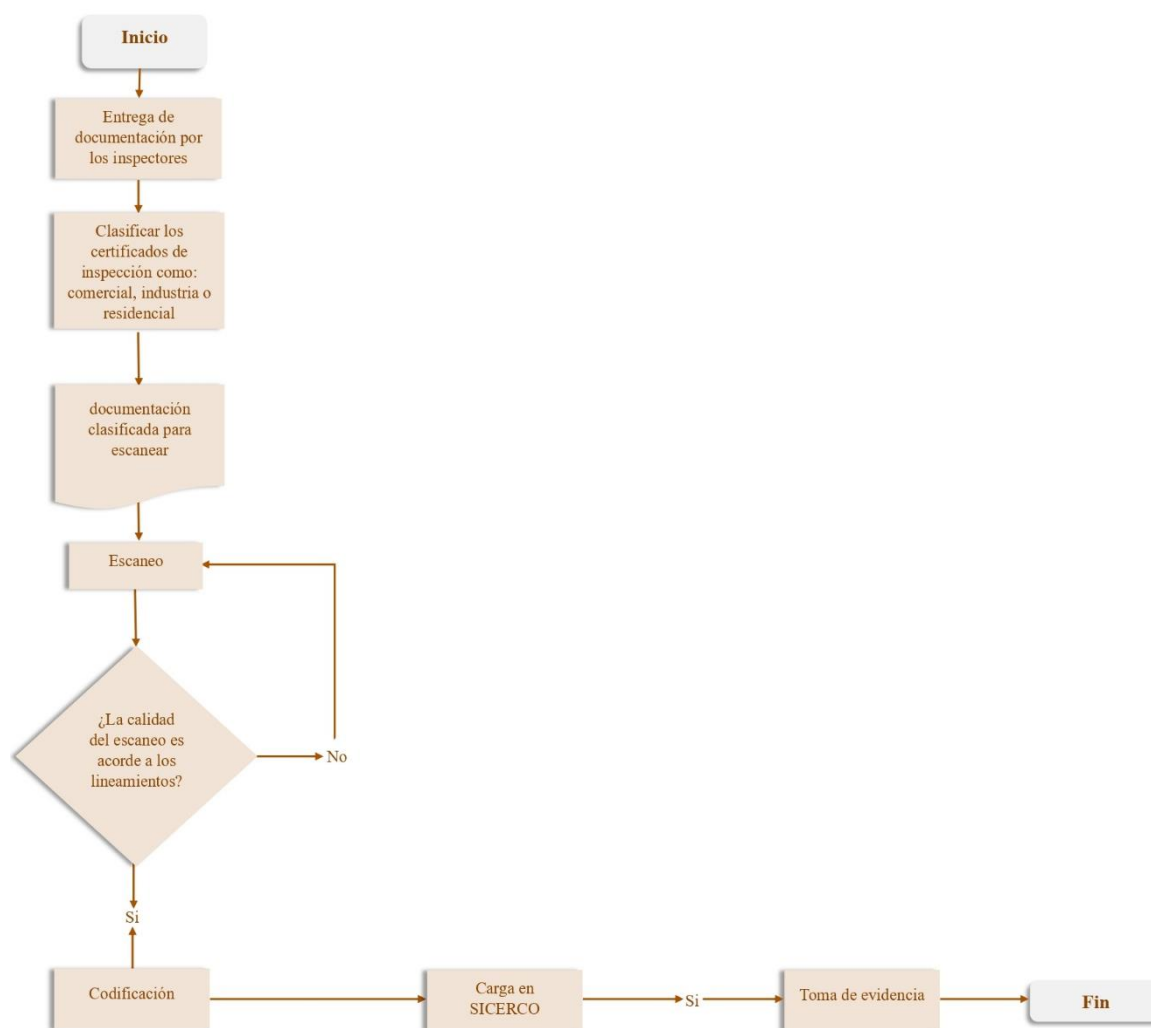 Inicio
Entrega de
documentación por
los inspectores
Clasificar los
certificados de
inspección como:
comercial, industria o
residencial
documentación
clasificada para
escanear
Escaneo
¿La calidad
del escaneo es
acorde a los
lineamientos?
No
Si
Codificación
Carga en
SICERCO
Si
Toma de evidencia
Fin